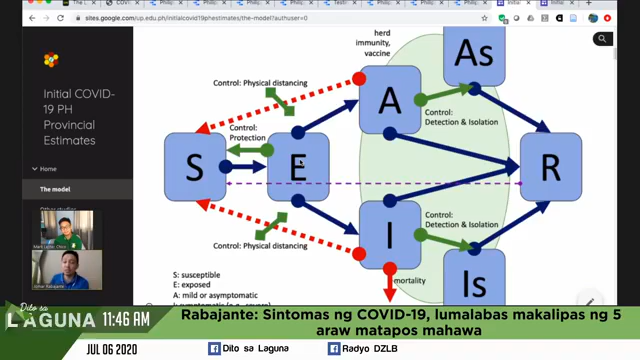 sites.google.com/up.edu.ph/initialcovid19phestimates/the-model?authuser=0
Initial COVID-
19 PH
Provincial
Estimates
Home
The model
Other studies
herd
immunity,
vaccine
As
Control: Physical distancing
A
Control:
Detection & Isolation
Control:
Protection
S
E
R
I
Control:
Detection & Isolation
Control: Physical distancing
mortality
Is
S: susceptible
E: exposed
A: mild or asymptomatic
Dito sa
LAGUNA
11:46 AM
Rabajante: Sintomas ng COVID-19, lumalabas makalipas ng 5
araw matapos mahawa
JUL 06 2020
Dito sa Laguna
Radyo DZLB